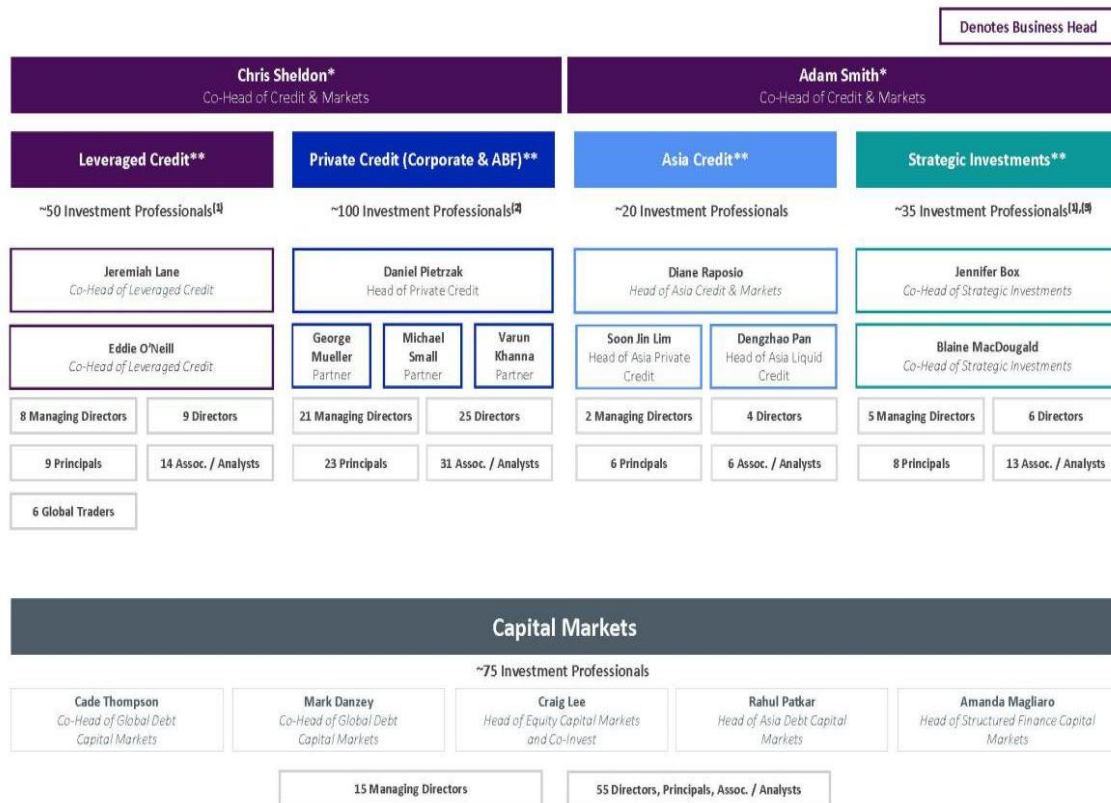 Denotes Business Head
Chris Sheldon*
Co-Head of Credit & Markets
Adam Smith*
Co-Head of Credit & Markets
Leveraged Credit**
Private Credit (Corporate & ABF)**
Asia Credit**
Strategic Investments**
~50 Investment Professionals(1)
~100 Investment Professionals(2)
~20 Investment Professionals
~35 Investment Professionals(1),(3)
Jeremiah Lane
Co-Head of Leveraged Credit
Daniel Pietrzak
Head of Private Credit
Diane Raposio
Head of Asia Credit & Markets
Jennifer Box
Co-Head of Strategic Investments
Eddie O'Neill
Co-Head of Leveraged Credit
George
Mueller
Partner
Michael
Small
Partner
Varun
Khanna
Partner
Soon Jin Lim
Head of Asia Private
Credit
Dengzhao Pan
Head of Asia Liquid
Credit
Blaine MacDougald
Co-Head of Strategic Investments
8 Managing Directors
9 Directors
21 Managing Directors
25 Directors
2 Managing Directors
4 Directors
5 Managing Directors
6 Directors
9 Principals
14 Assoc. / Analysts
23 Principals
31 Assoc. / Analysts
6 Principals
6 Assoc. / Analysts
8 Principals
13 Assoc. / Analysts
6 Global Traders
Capital Markets
~75 Investment Professionals
Cade Thompson
Co-Head of Global Debt
Capital Markets
Mark Danzey
Co-Head of Global Debt
Capital Markets
Craig Lee
Head of Equity Capital Markets
and Co-Invest
Rahul Patkar
Head of Asia Debt Capital
Markets
Amanda Magliaro
Head of Structured Finance Capital
Markets
15 Managing Directors
55 Directors, Principals, Assoc. / Analysts